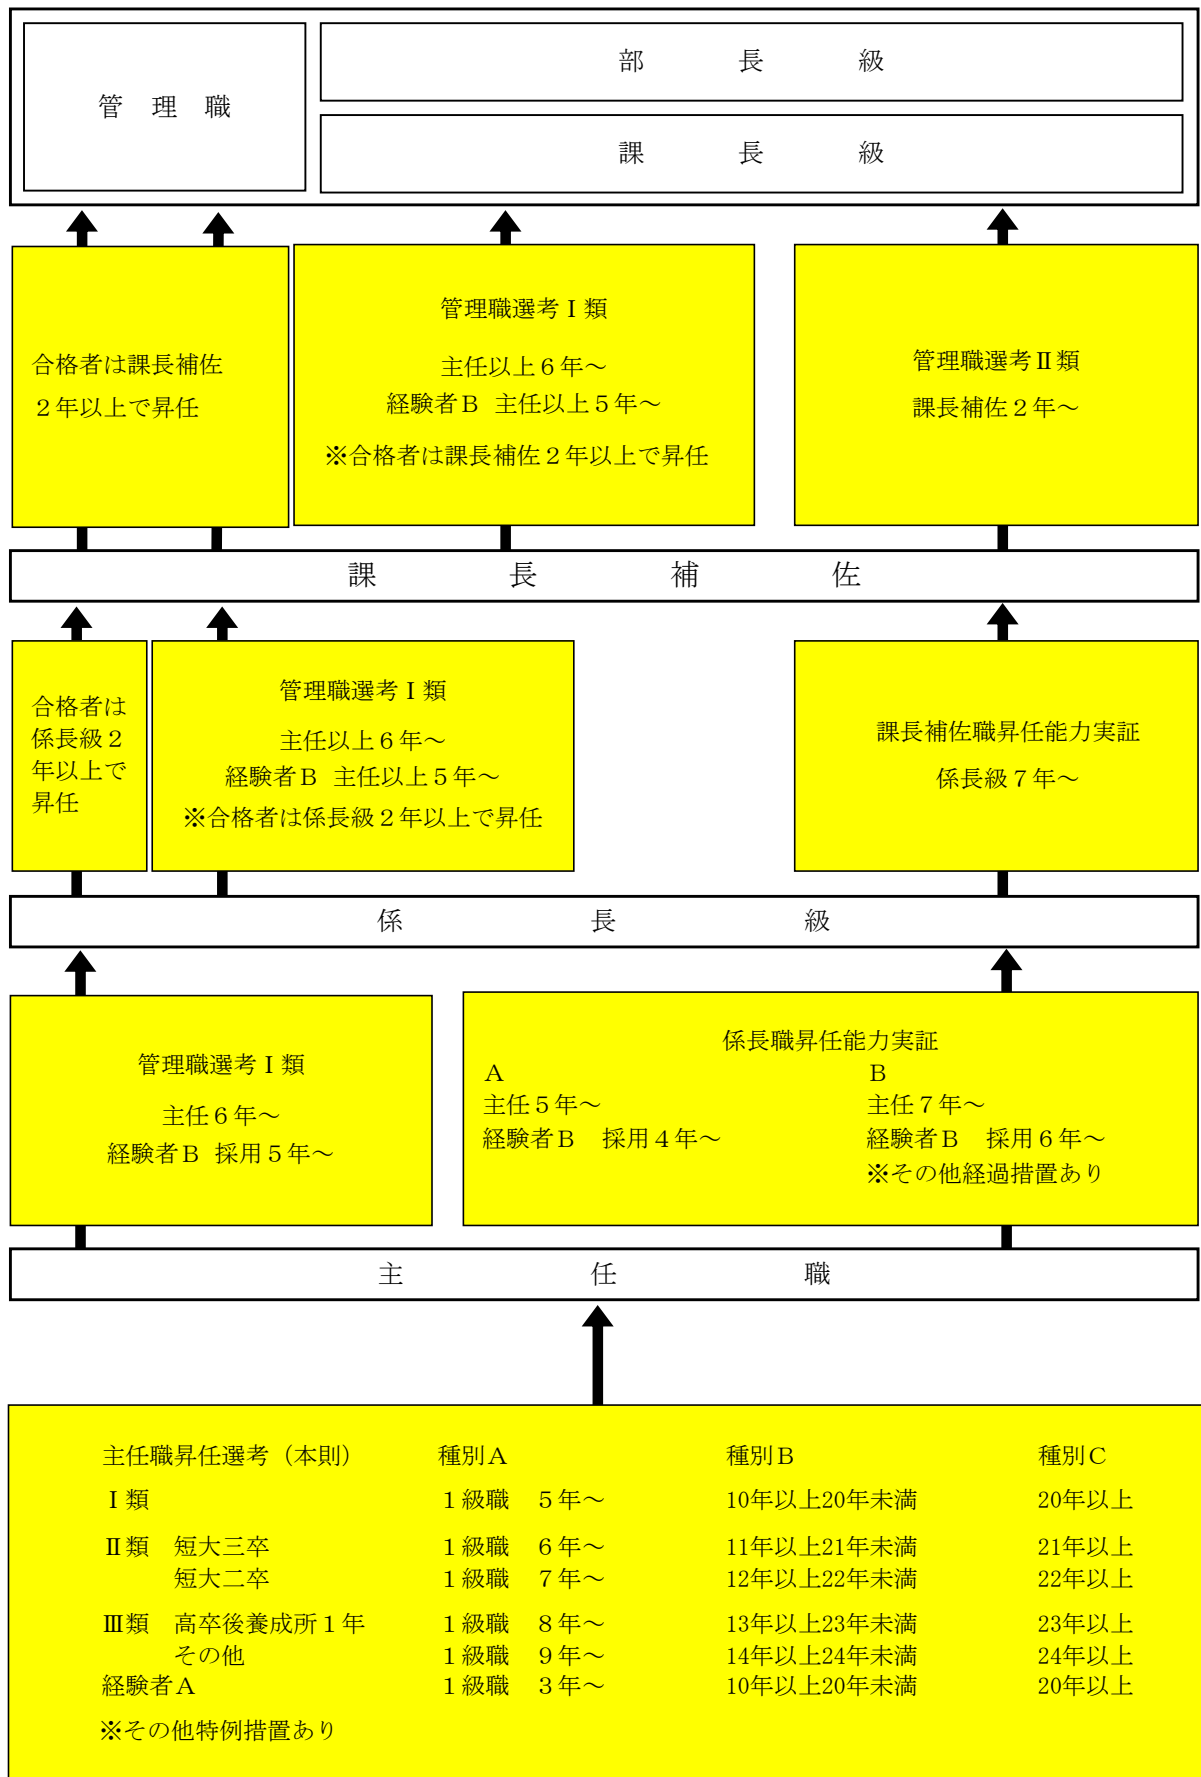 管　理　職
部　　　長　　　級
課　　　長　　　級
合格者は課長補佐
２年以上で昇任
管理職選考Ⅰ類
主任以上６年～
経験者Ｂ 主任以上５年～
※合格者は課長補佐２年以上で昇任
管理職選考Ⅱ類
課長補佐２年～
課　　　長　　　補　　　佐
合格者は
係長級２
年以上で
昇任
管理職選考Ⅰ類
主任以上６年～
経験者Ｂ 主任以上５年～
※合格者は係長級２年以上で昇任
課長補佐職昇任能力実証
係長級７年～
係　　　長　　　級
管理職選考Ⅰ類
主任６年～
経験者Ｂ 採用５年～
係長職昇任能力実証
Ａ
主任５年～
経験者Ｂ　採用４年～
Ｂ
主任７年～
経験者Ｂ　採用６年～
※その他経過措置あり
主　　　任　　　職
主任職昇任選考（本則）　種別Ａ　種別Ｂ　種別Ｃ
Ⅰ類　１級職　５年～　10年以上20年未満　20年以上
Ⅱ類　短大三卒　１級職　６年～　11年以上21年未満　21年以上
短大二卒　１級職　７年～　12年以上22年未満　22年以上
Ⅲ類　高卒後養成所１年　１級職　８年～　13年以上23年未満　23年以上
その他　１級職　９年～　14年以上24年未満　24年以上
経験者Ａ　１級職　３年～　10年以上20年未満　20年以上
※その他特例措置あり